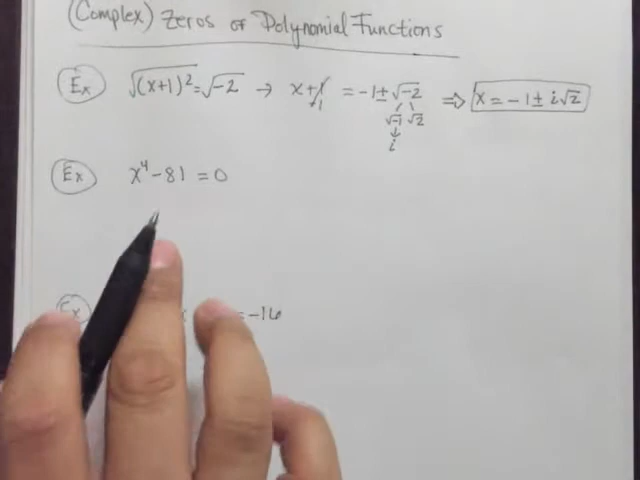 (Complex) Zeros of Polynomial Functions
Ex √(x+1)² = √-2 → x+1 = -1 ± √-2 ⇒ x = -1 ± i√2
1 √-1 √2
↓
i
Ex x⁴ - 81 = 0
Ex = -16